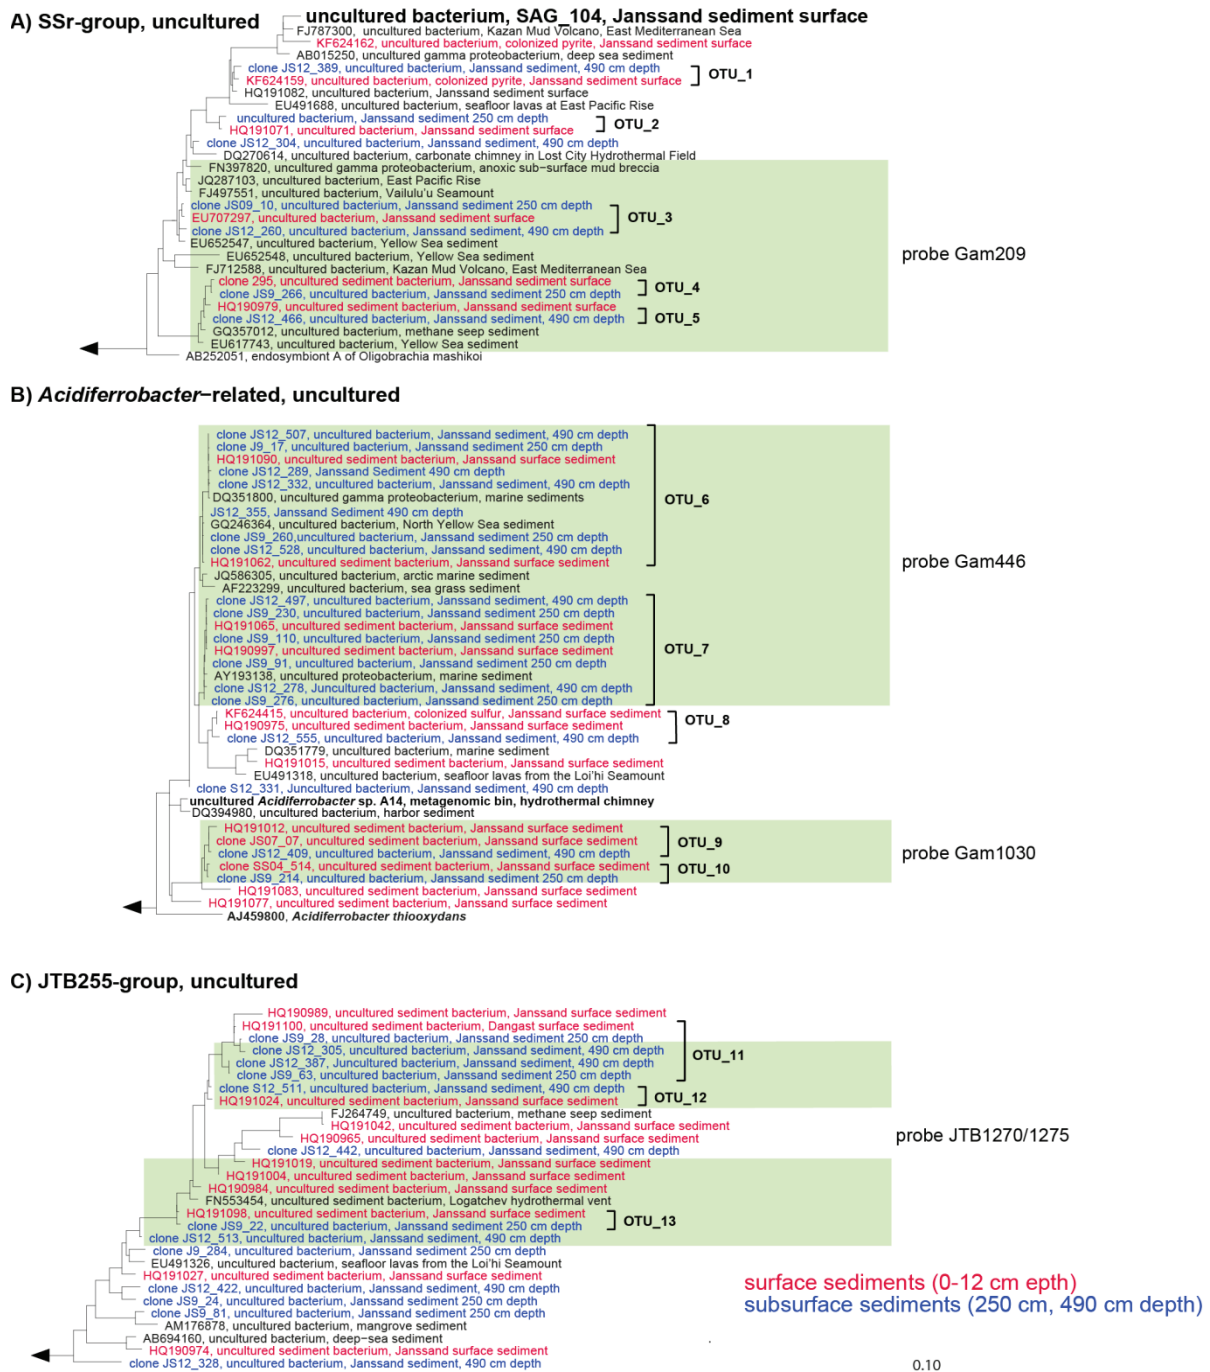 A) SSr-group, uncultured
uncultured bacterium, SAG_104, Janssand sediment surface
FJ787300, uncultured bacterium, Kazan Mud Volcano, East Mediterranean Sea
KF624162, uncultured bacterium, colonized pyrite, Janssand sediment surface
AB015250, uncultured gamma proteobacterium, deep sea sediment
clone JS12_389, uncultured bacterium, Janssand sediment, 490 cm depth
OTU_1
KF624159, uncultured bacterium, colonized pyrite, Janssand sediment surface
HQ191082, uncultured bacterium, Janssand sediment surface
EU491688, uncultured bacterium, seafloor lavas at East Pacific Rise
uncultured bacterium, Janssand sediment 250 cm depth
OTU_2
HQ191071, uncultured bacterium, Janssand sediment surface
clone JS12_304, uncultured bacterium, Janssand sediment, 490 cm depth
DQ270614, uncultured bacterium, carbonate chimney in Lost City Hydrothermal Field
FN397820, uncultured gamma proteobacterium, anoxic sub−surface mud breccia
JQ287103, uncultured bacterium, East Pacific Rise
FJ497551, uncultured bacterium, Vailulu'u Seamount
clone JS09_10, uncultured bacterium, Janssand sediment 250 cm depth
EU707297, uncultured bacterium, Janssand sediment surface
OTU_3
clone JS12_260, uncultured bacterium, Janssand sediment, 490 cm depth
EU652547, uncultured bacterium, Yellow Sea sediment
EU652548, uncultured bacterium, Yellow Sea sediment
probe Gam209
FJ712588, uncultured bacterium, Kazan Mud Volcano, East Mediterranean Sea
clone 295, uncultured sediment bacterium, Janssand sediment surface
OTU_4
clone JS9_266, uncultured bacterium, Janssand sediment 250 cm depth
HQ190979, uncultured sediment bacterium, Janssand sediment surface
OTU_5
clone JS12_466, uncultured bacterium, Janssand sediment, 490 cm depth
GQ357012, uncultured bacterium, methane seep sediment
EU617743, uncultured bacterium, Yellow Sea sediment
AB252051, endosymbiont A of Oligobrachia mashikoi
B) Acidiferrobacter−related, uncultured
clone JS12_507, uncultured bacterium, Janssand sediment, 490 cm depth
clone J9_17, uncultured bacterium, Janssand sediment 250 cm depth
HQ191090, uncultured sediment bacterium, Janssand surface sediment
clone JS12_289, Janssand Sediment 490 cm depth
clone JS12_332, uncultured bacterium, Janssand sediment, 490 cm depth
DQ351800, uncultured gamma proteobacterium, marine sediments
OTU_6
JS12_355, Janssand Sediment 490 cm depth
GQ246364, uncultured bacterium, North Yellow Sea sediment
clone JS9_260,uncultured bacterium, Janssand sediment 250 cm depth
clone JS12_528, uncultured bacterium, Janssand sediment, 490 cm depth
HQ191062, uncultured sediment bacterium, Janssand surface sediment
probe Gam446
JQ586305, uncultured bacterium, arctic marine sediment
AF223299, uncultured bacterium, sea grass sediment
clone JS12_497, uncultured bacterium, Janssand sediment, 490 cm depth
clone JS9_230, uncultured bacterium, Janssand sediment 250 cm depth
HQ191065, uncultured sediment bacterium, Janssand surface sediment
clone JS9_110, uncultured bacterium, Janssand sediment 250 cm depth
OTU_7
HQ190997, uncultured sediment bacterium, Janssand surface sediment
clone JS9_91, uncultured bacterium, Janssand sediment 250 cm depth
AY193138, uncultured proteobacterium, marine sediment
clone JS12_278, Juncultured bacterium, Janssand sediment, 490 cm depth
clone JS9_276, uncultured bacterium, Janssand sediment 250 cm depth
KF624415, uncultured bacterium, colonized sulfur, Janssand surface sediment
HQ190975, uncultured sediment bacterium, Janssand surface sediment
OTU_8
clone JS12_555, uncultured bacterium, Janssand sediment, 490 cm depth
DQ351779, uncultured bacterium, marine sediment
HQ191015, uncultured sediment bacterium, Janssand surface sediment
EU491318, uncultured bacterium, seafloor lavas from the Loi'hi Seamount
clone S12_331, Juncultured bacterium, Janssand sediment, 490 cm depth
uncultured Acidiferrobacter sp. A14, metagenomic bin, hydrothermal chimney
DQ394980, uncultured bacterium, harbor sediment
HQ191012, uncultured sediment bacterium, Janssand surface sediment
clone JS07_07, uncultured bacterium, Janssand surface sediment
OTU_9
clone JS12_409, uncultured bacterium, Janssand sediment, 490 cm depth
probe Gam1030
clone SS04_514, uncultured bacterium, Janssand surface sediment
OTU_10
clone JS9_214, uncultured bacterium, Janssand sediment 250 cm depth
HQ191083, uncultured sediment bacterium, Janssand surface sediment
HQ191077, uncultured sediment bacterium, Janssand surface sediment
AJ459800, Acidiferrobacter thiooxydans
C) JTB255-group, uncultured
HQ190989, uncultured sediment bacterium, Janssand surface sediment
HQ191100, uncultured sediment bacterium, Dangast surface sediment
clone JS9_28, uncultured bacterium, Janssand sediment 250 cm depth
clone JS12_305, uncultured bacterium, Janssand sediment, 490 cm depth
OTU_11
clone JS12_387, Juncultured bacterium, Janssand sediment, 490 cm depth
clone JS9_63, uncultured bacterium, Janssand sediment 250 cm depth
clone S12_511, uncultured bacterium, Janssand sediment, 490 cm depth
OTU_12
HQ191024, uncultured sediment bacterium, Janssand surface sediment
FJ264749, uncultured bacterium, methane seep sediment
HQ191042, uncultured sediment bacterium, Janssand surface sediment
HQ190965, uncultured sediment bacterium, Janssand surface sediment
probe JTB1270/1275
clone JS12_442, uncultured bacterium, Janssand sediment, 490 cm depth
HQ191019, uncultured sediment bacterium, Janssand surface sediment
HQ191004, uncultured sediment bacterium, Janssand surface sediment
HQ190984, uncultured sediment bacterium, Janssand surface sediment
FN553454, uncultured sediment bacterium, Logatchev hydrothermal vent
HQ191098, uncultured sediment bacterium, Janssand surface sediment
OTU_13
clone JS9_22, uncultured bacterium, Janssand sediment 250 cm depth
clone JS12_513, uncultured bacterium, Janssand sediment, 490 cm depth
clone J9_284, uncultured bacterium, Janssand sediment 250 cm depth
EU491326, uncultured bacterium, seafloor lavas from the Loi'hi Seamount
HQ191027, uncultured sediment bacterium, Janssand surface sediment
clone JS12_422, uncultured bacterium, Janssand sediment, 490 cm depth
clone JS9_24, uncultured bacterium, Janssand sediment 250 cm depth
clone JS9_81, uncultured bacterium, Janssand sediment 250 cm depth
AM176878, uncultured bacterium, mangrove sediment
AB694160, uncultured bacterium, deep−sea sediment
HQ190974, uncultured sediment bacterium, Janssand surface sediment
clone JS12_328, uncultured bacterium, Janssand sediment, 490 cm depth
surface sediments (0-12 cm epth)
subsurface sediments (250 cm, 490 cm depth)
0.10